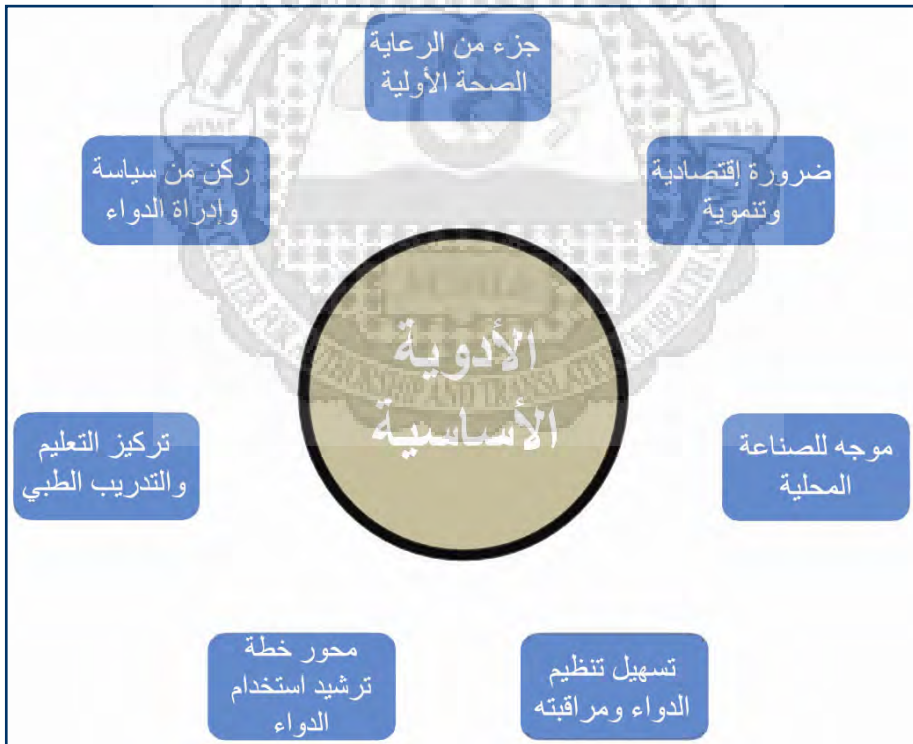 جزء من الرعاية
الصحة الأولية
ضرورة إقتصادية
وتنموية
موجه للصناعة
المحلية
تسهيل تنظيم
الدواء ومراقبته
محور خطة
ترشيد استخدام
الدواء
تركيز التعليم
والتدريب الطبي
ركن من سياسة
وادراة الدواء
الأدوية
الأساسية